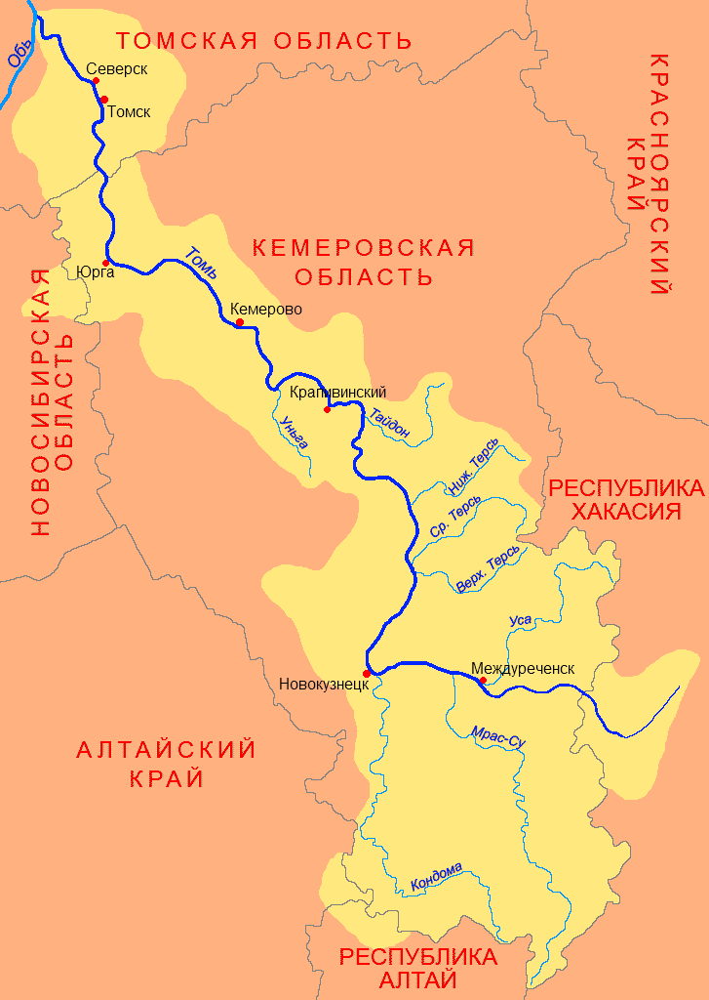 ТОМСКАЯ ОБЛАСТЬ
Обь
Северск
Томск
КРАСНОЯРСКИЙ
КРАЙ
КЕМЕРОВСКАЯ
ОБЛАСТЬ
Томь
Юрга
НОВОСИБИРСКАЯ
ОБЛАСТЬ
Кемерово
Крапивинский
Уньга
Тайдон
Ниж. Терсь
РЕСПУБЛИКА
ХАКАСИЯ
Ср. Терсь
Верх. Терсь
Уса
Междуреченск
Новокузнецк
Мрас-Су
АЛТАЙСКИЙ
КРАЙ
Кондома
РЕСПУБЛИКА
АЛТАЙ